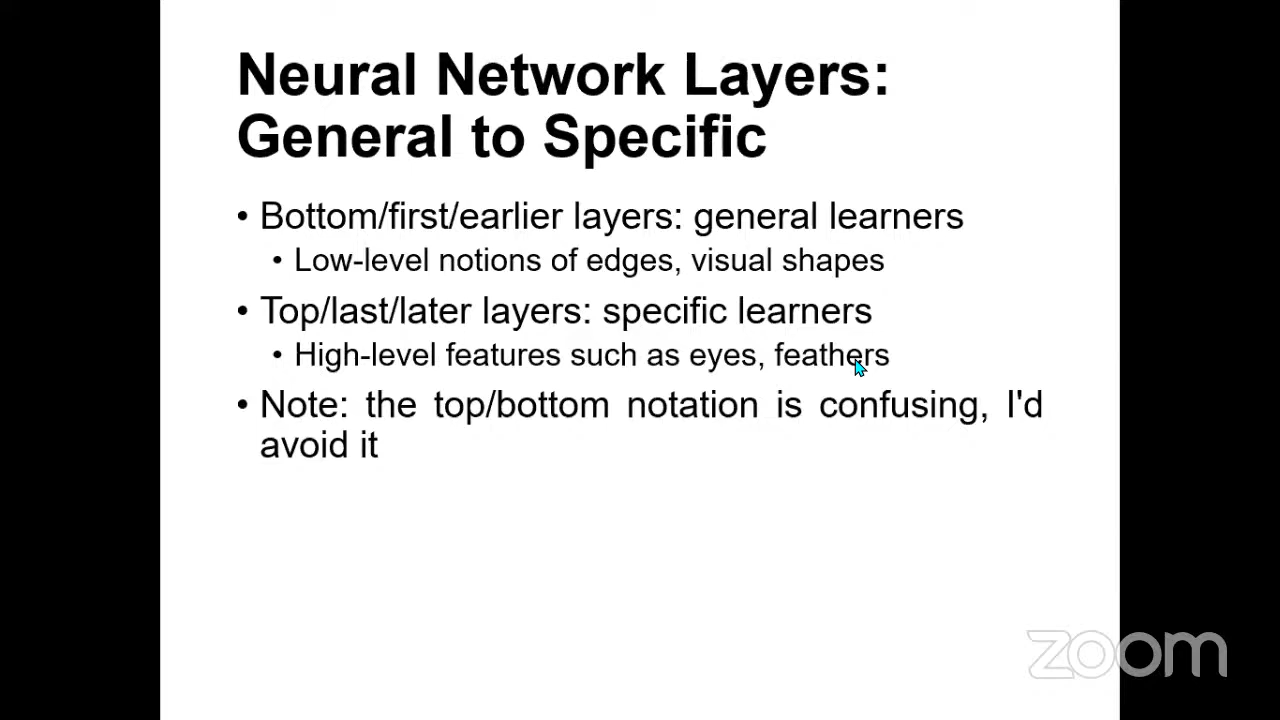 Neural Network Layers:
General to Specific
• Bottom/first/earlier layers: general learners
• Low-level notions of edges, visual shapes
• Top/last/later layers: specific learners
• High-level features such as eyes, feathers
• Note: the top/bottom notation is confusing, I'd
avoid it
zoom